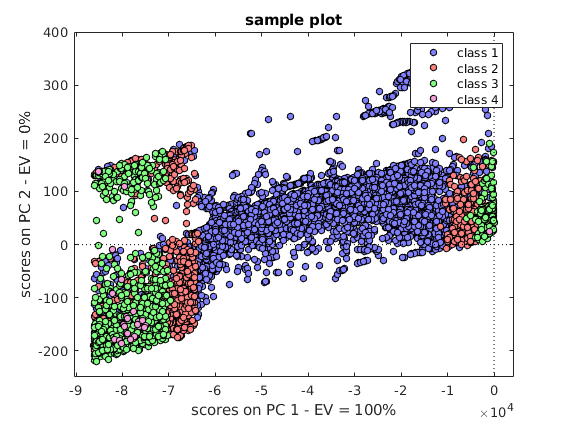 sample plot
400
300
200
100
0
-100
-200
scores on PC 2 - EV = 0%
class 1
class 2
class 3
class 4
-9 -8 -7 -6 -5 -4 -3 -2 -1 0
scores on PC 1 - EV = 100%
×10^4